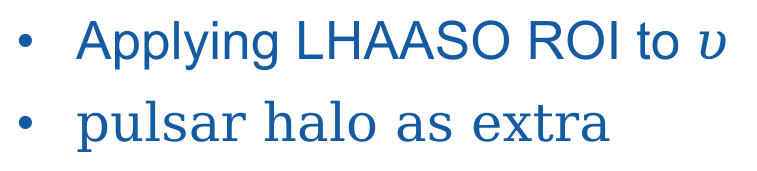 • Applying LHAASO ROI to 𝜐
• pulsar halo as extra